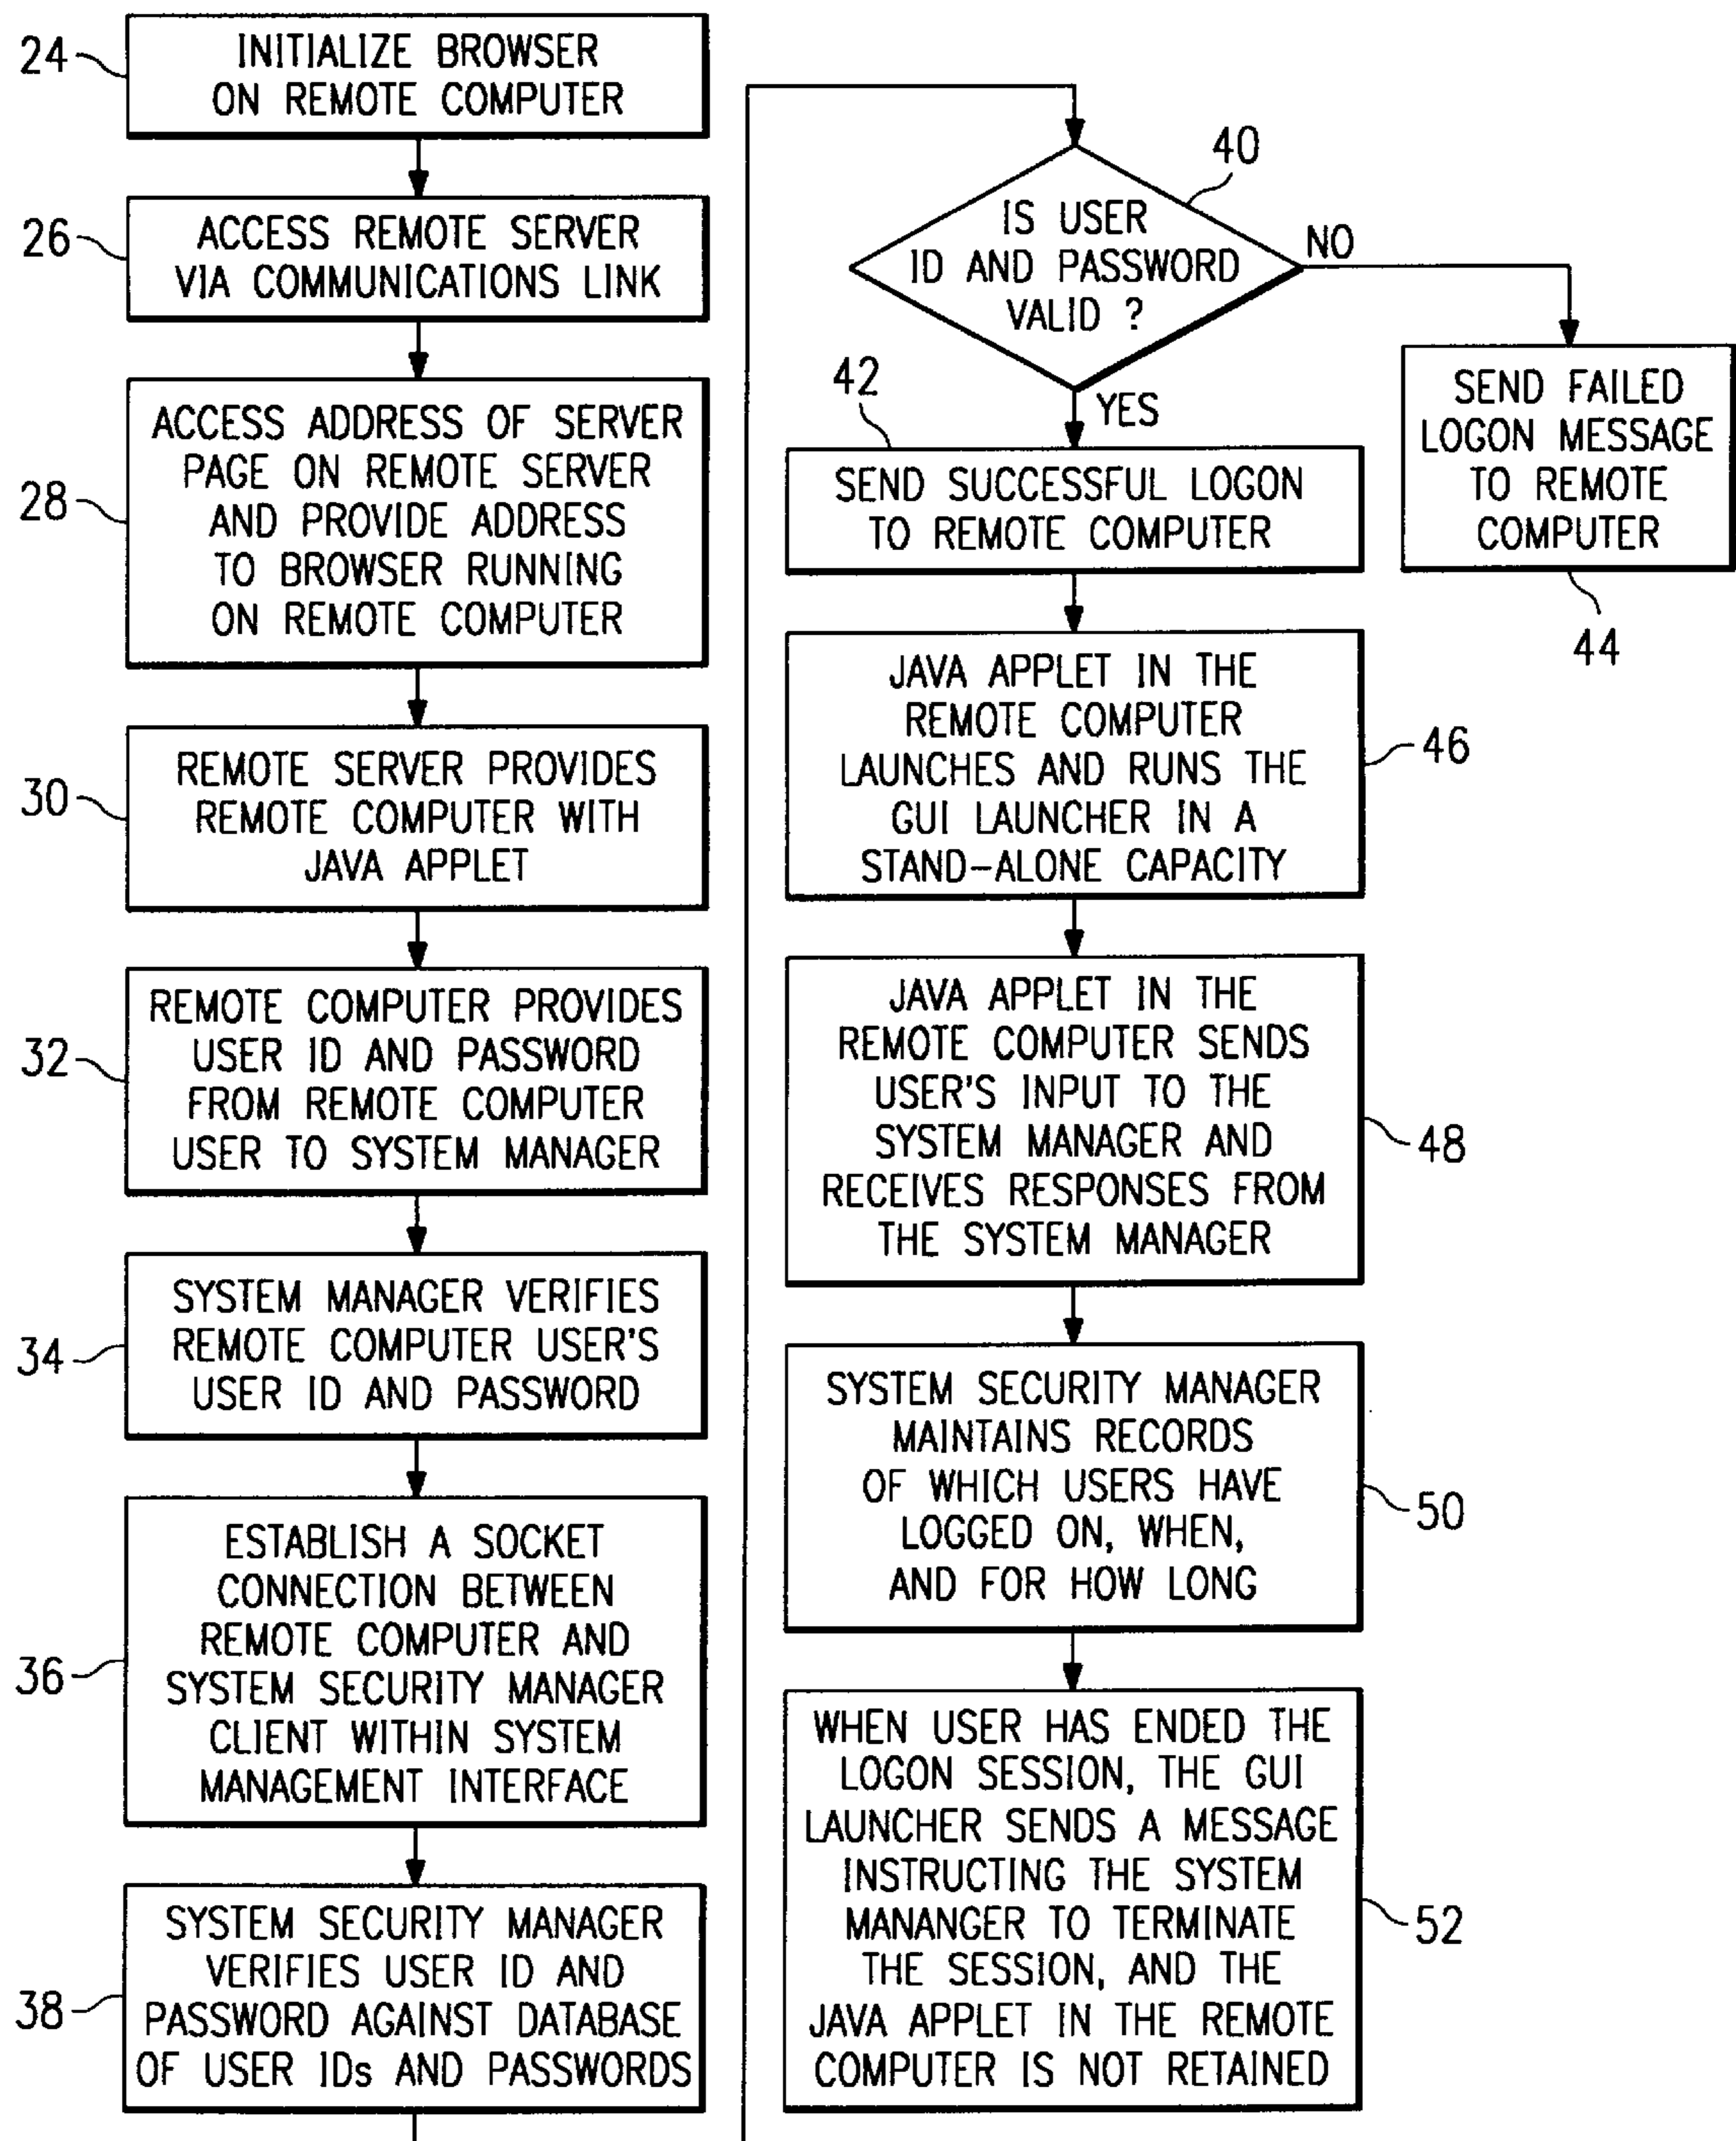 24
INITIALIZE BROWSER
ON REMOTE COMPUTER
26
ACCESS REMOTE SERVER
VIA COMMUNICATIONS LINK
28
ACCESS ADDRESS OF SERVER
PAGE ON REMOTE SERVER
AND PROVIDE ADDRESS
TO BROWSER RUNNING
ON REMOTE COMPUTER
30
REMOTE SERVER PROVIDES
REMOTE COMPUTER WITH
JAVA APPLET
32
REMOTE COMPUTER PROVIDES
USER ID AND PASSWORD
FROM REMOTE COMPUTER
USER TO SYSTEM MANAGER
34
SYSTEM MANAGER VERIFIES
REMOTE COMPUTER USER'S
USER ID AND PASSWORD
36
ESTABLISH A SOCKET
CONNECTION BETWEEN
REMOTE COMPUTER AND
SYSTEM SECURITY MANAGER
CLIENT WITHIN SYSTEM
MANAGEMENT INTERFACE
38
SYSTEM SECURITY MANAGER
VERIFIES USER ID AND
PASSWORD AGAINST DATABASE
OF USER IDs AND PASSWORDS
40
IS USER
ID AND PASSWORD
VALID ?
NO
YES
42
SEND SUCCESSFUL LOGON
TO REMOTE COMPUTER
SEND FAILED
LOGON MESSAGE
TO REMOTE
COMPUTER
44
JAVA APPLET IN THE
REMOTE COMPUTER
LAUNCHES AND RUNS THE
GUI LAUNCHER IN A
STAND-ALONE CAPACITY
46
JAVA APPLET IN THE
REMOTE COMPUTER SENDS
USER'S INPUT TO THE
SYSTEM MANAGER AND
RECEIVES RESPONSES FROM
THE SYSTEM MANAGER
48
SYSTEM SECURITY MANAGER
MAINTAINS RECORDS
OF WHICH USERS HAVE
LOGGED ON, WHEN,
AND FOR HOW LONG
50
WHEN USER HAS ENDED THE
LOGON SESSION, THE GUI
LAUNCHER SENDS A MESSAGE
INSTRUCTING THE SYSTEM
MANANGER TO TERMINATE
THE SESSION, AND THE
JAVA APPLET IN THE REMOTE
COMPUTER IS NOT RETAINED
52